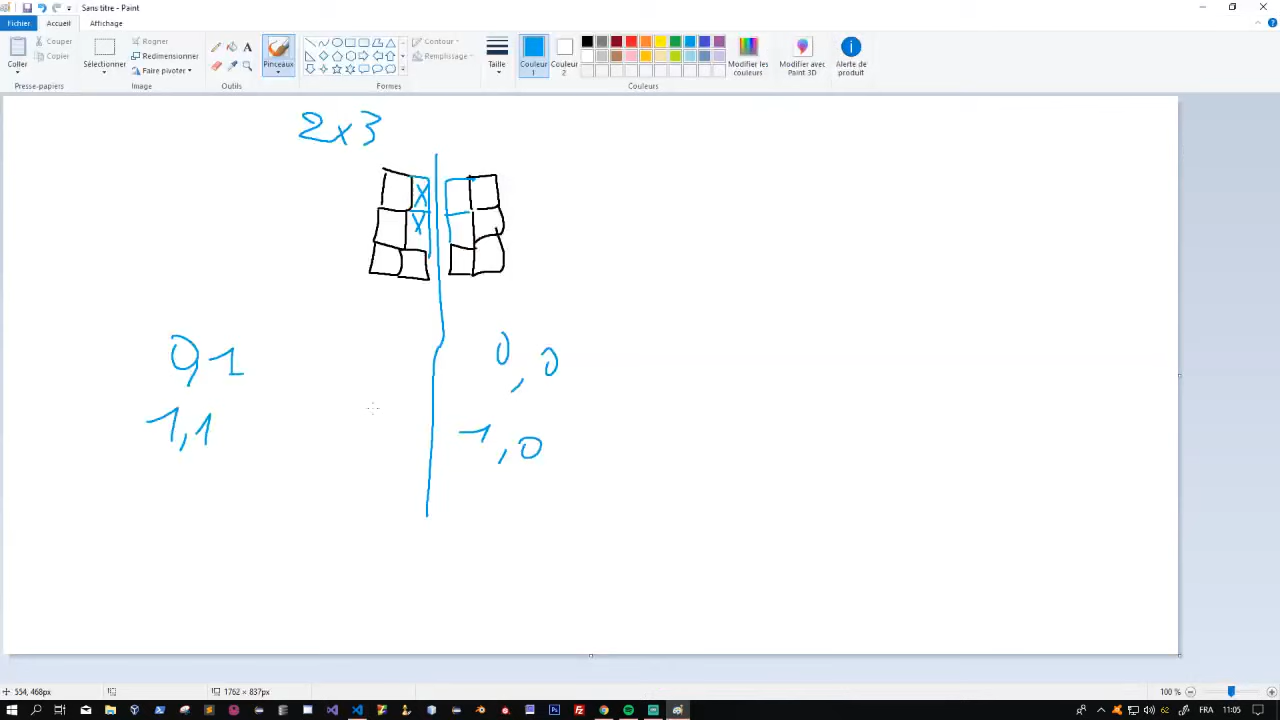 Sans titre - Paint
Fichier Accueil Affichage
Coller
Couper
Copier
Presse-papiers
Sélectionner
Rogner
Redimensionner
Faire pivoter
Image
A
Outils
Pinceaux
Contour
Remplissage
Formes
Taille
Couleur 1
Couleur 2
Couleurs
Modifier les couleurs
Modifier avec Paint 3D
Alerte de produit
2x3
X
X
0,1
0,0
1,1
1,0
554, 468px
1762 × 837px
100 %
FRA 11:05